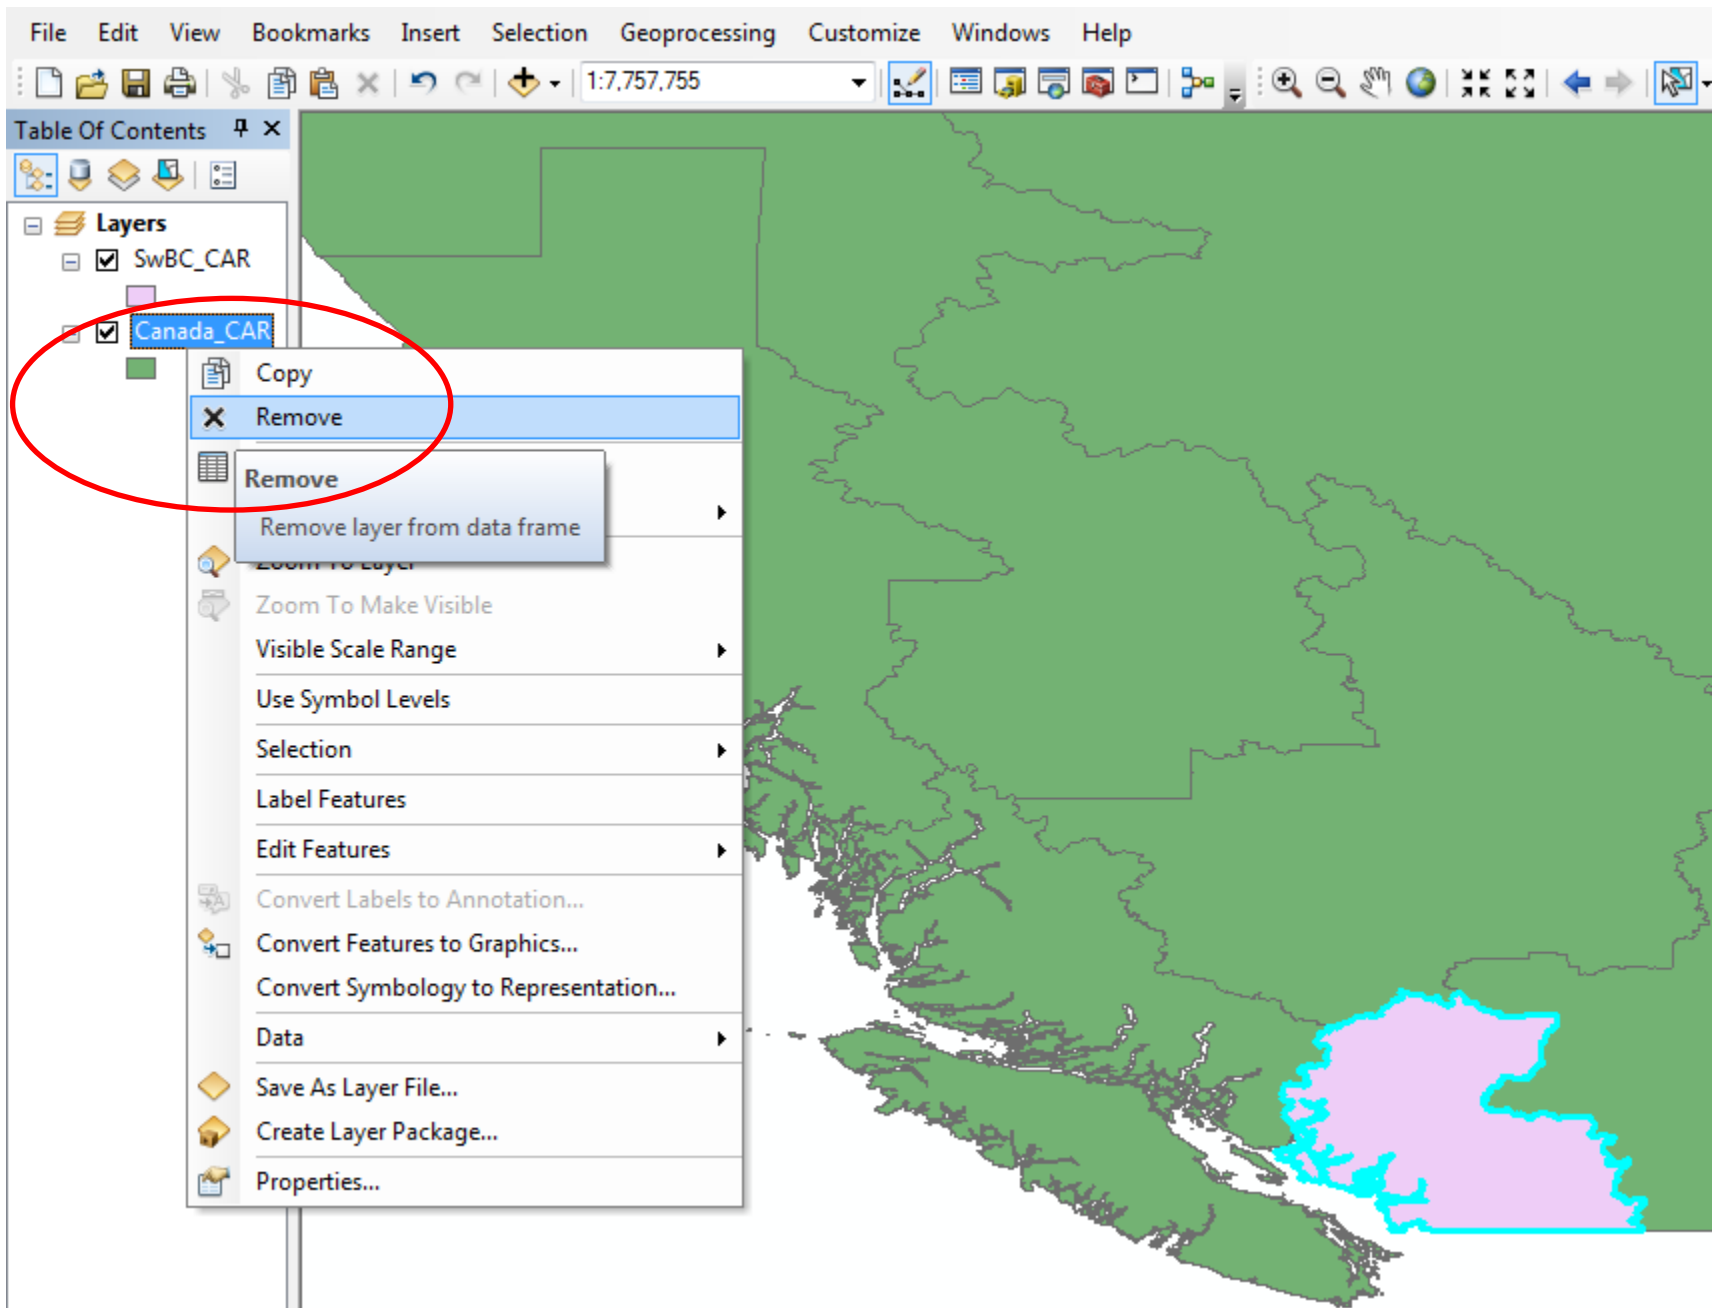 File Edit View Bookmarks Insert Selection Geoprocessing Customize Windows Help
1:7,757,755
Table Of Contents
Layers
SwBC_CAR
Canada_CAR
Copy
Remove
Remove
Remove layer from data frame
Zoom To Layer
Zoom To Make Visible
Visible Scale Range
Use Symbol Levels
Selection
Label Features
Edit Features
Convert Labels to Annotation...
Convert Features to Graphics...
Convert Symbology to Representation...
Data
Save As Layer File...
Create Layer Package...
Properties...